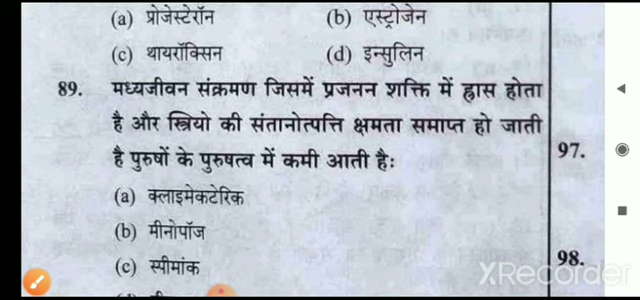 (a) प्रोजेस्टेरॉन (b) एस्ट्रोजेन
(c) थायरॉक्सिन (d) इन्सुलिन
89. मध्यजीवन संक्रमण जिसमें प्रजनन शक्ति में ह्रास होता
है और स्त्रियो की संतानोत्पत्ति क्षमता समाप्त हो जाती
है पुरुषों के पुरुषत्व में कमी आती है:
97.
(a) क्लाइमेकटेरिक
(b) मीनोपॉज
(c) स्पीमांक
98.
XRecorder